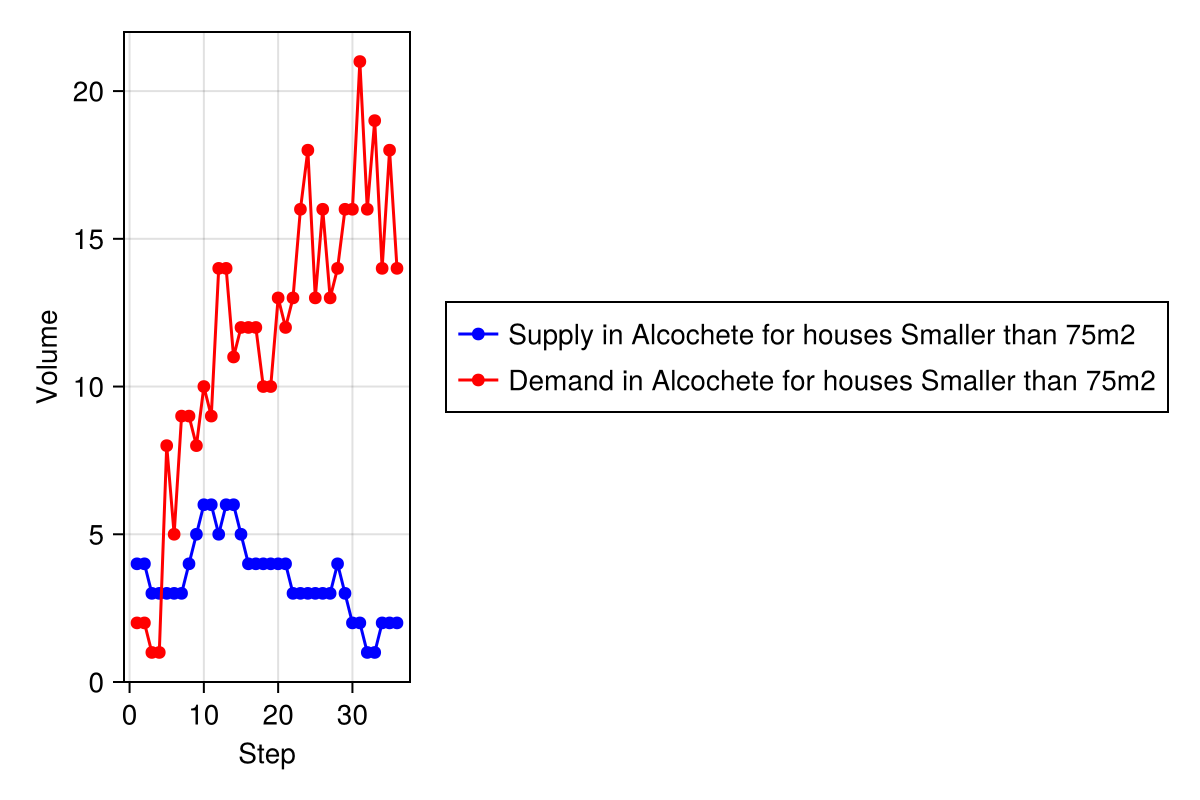 20
15
10
5
0
Volume
0 10 20 30
Step
Supply in Alcochete for houses Smaller than 75m2
Demand in Alcochete for houses Smaller than 75m2